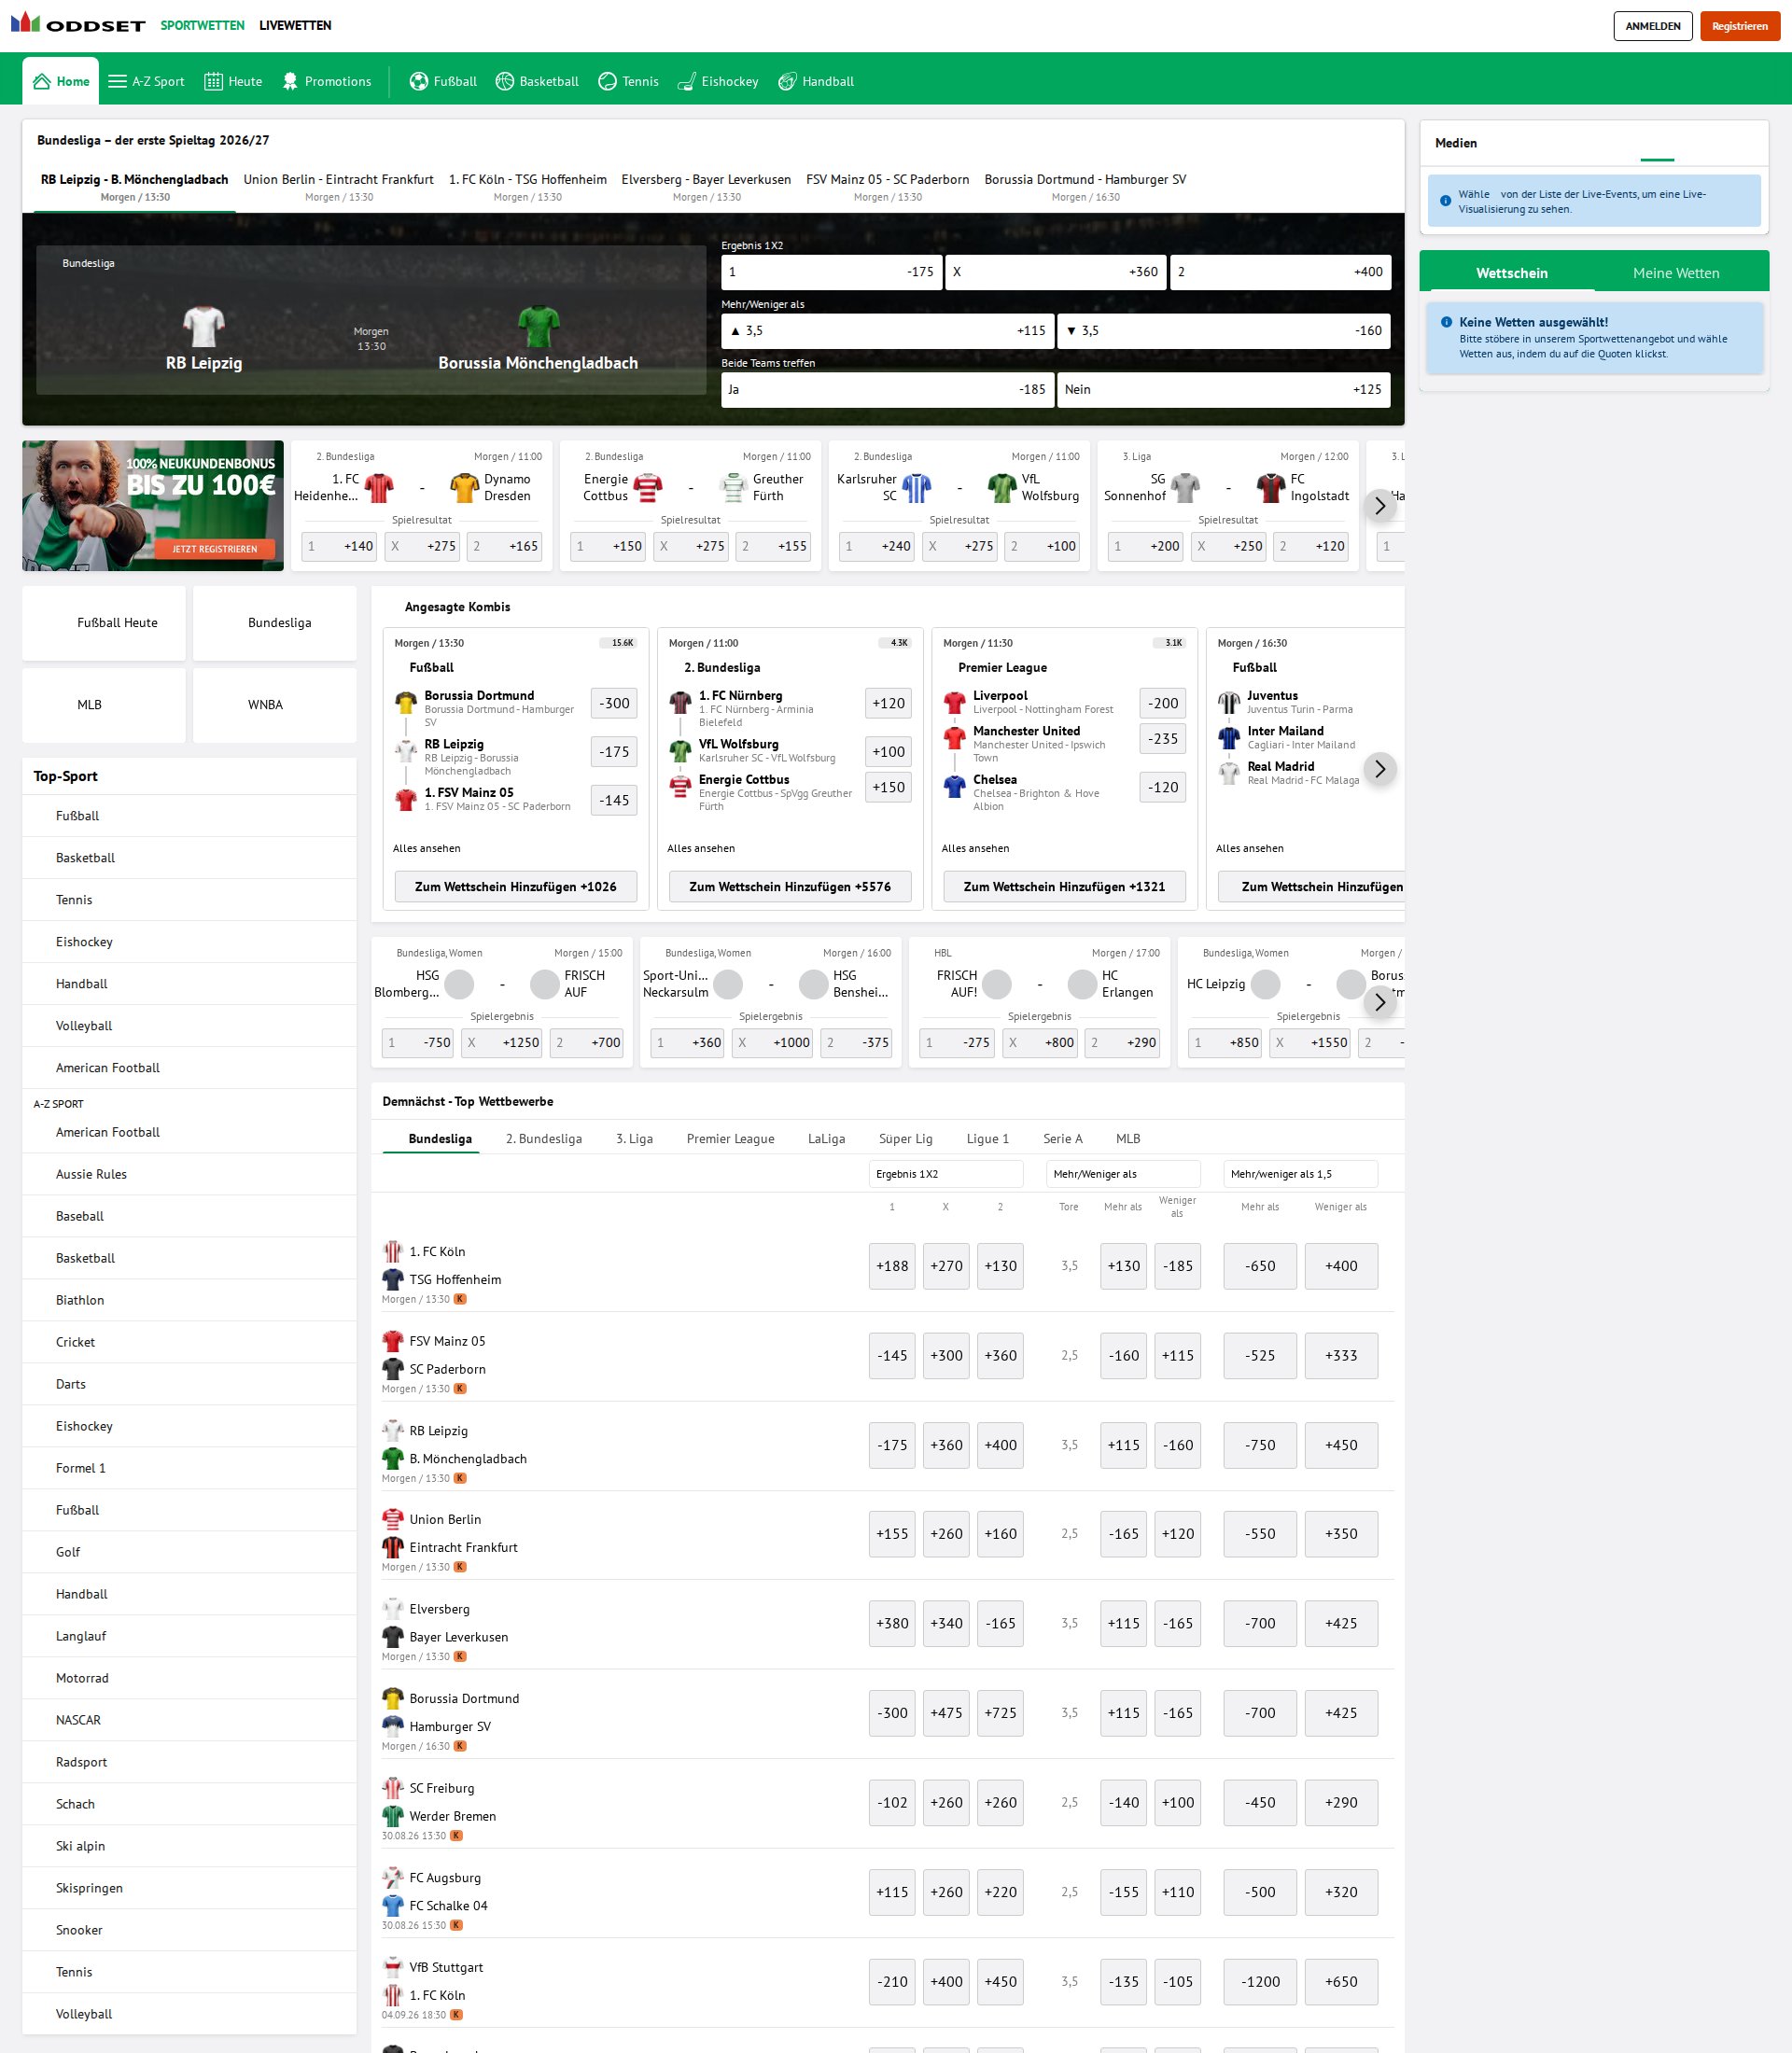 ODDSET SPORTWETTEN LIVEWETTEN ANMELDEN Registrieren
Home A-Z Sport Heute Promotions Fußball Basketball Tennis Eishockey Handball
Bundesliga – der erste Spieltag 2026/27
RB Leipzig - B. Mönchengladbach Union Berlin - Eintracht Frankfurt 1. FC Köln - TSG Hoffenheim Elversberg - Bayer Leverkusen FSV Mainz 05 - SC Paderborn Borussia Dortmund - Hamburger SV
Morgen / 13:30 Morgen / 13:30 Morgen / 13:30 Morgen / 13:30 Morgen / 13:30 Morgen / 16:30
Bundesliga
RB Leipzig
Morgen
13:30
Borussia Mönchengladbach
Ergebnis 1X2
1 -175 X +360 2 +400
Mehr/Weniger als
▲ 3,5 +115 ▼ 3,5 -160
Beide Teams treffen
Ja -185 Nein +125
Medien
Wähle von der Liste der Live-Events, um eine Live-
Visualisierung zu sehen.
Wettschein Meine Wetten
Keine Wetten ausgewählt!
Bitte stöbere in unserem Sportwettenangebot und wähle
Wetten aus, indem du auf die Quoten klickst.
100% NEUKUNDENBONUS
BIS ZU 100€
JETZT REGISTRIEREN
2. Bundesliga Morgen / 11:00
1. FC Heidenhe... - Dynamo Dresden
Spielresultat
1 +140 X +275 2 +165
2. Bundesliga Morgen / 11:00
Energie Cottbus - Greuther Fürth
Spielresultat
1 +150 X +275 2 +155
2. Bundesliga Morgen / 11:00
Karlsruher SC - VfL Wolfsburg
Spielresultat
1 +240 X +275 2 +100
3. Liga Morgen / 12:00
SG Sonnenhof - FC Ingolstadt
Spielresultat
1 +200 X +250 2 +120
Fußball Heute Bundesliga
MLB WNBA
Top-Sport
Fußball
Basketball
Tennis
Eishockey
Handball
Volleyball
American Football
A-Z SPORT
American Football
Aussie Rules
Baseball
Basketball
Biathlon
Cricket
Darts
Eishockey
Formel 1
Fußball
Golf
Handball
Langlauf
Motorrad
NASCAR
Radsport
Schach
Ski alpin
Skispringen
Snooker
Tennis
Volleyball
Angesagte Kombis
Morgen / 13:30 15.6K
Fußball
Borussia Dortmund -300
Borussia Dortmund - Hamburger
SV
RB Leipzig -175
RB Leipzig - Borussia
Mönchengladbach
1. FSV Mainz 05 -145
1. FSV Mainz 05 - SC Paderborn
Alles ansehen
Zum Wettschein Hinzufügen +1026
Morgen / 11:00 4.3K
2. Bundesliga
1. FC Nürnberg +120
1. FC Nürnberg - Arminia
Bielefeld
VfL Wolfsburg +100
Karlsruher SC - VfL Wolfsburg
Energie Cottbus +150
Energie Cottbus - SpVgg Greuther
Fürth
Alles ansehen
Zum Wettschein Hinzufügen +5576
Morgen / 11:30 3.1K
Premier League
Liverpool -200
Liverpool - Nottingham Forest
Manchester United -235
Manchester United - Ipswich
Town
Chelsea -120
Chelsea - Brighton & Hove
Albion
Alles ansehen
Zum Wettschein Hinzufügen +1321
Morgen / 16:30
Fußball
Juventus
Juventus Turin - Parma
Inter Mailand
Cagliari - Inter Mailand
Real Madrid
Real Madrid - FC Malaga
Alles ansehen
Zum Wettschein Hinzufügen
Bundesliga, Women Morgen / 15:00
HSG Blomberg... - FRISCH AUF
Spielergebnis
1 -750 X +1250 2 +700
Bundesliga, Women Morgen / 16:00
Sport-Uni... Neckarsulm - HSG Benshei...
Spielergebnis
1 +360 X +1000 2 -375
HBL Morgen / 17:00
FRISCH AUF! - HC Erlangen
Spielergebnis
1 -275 X +800 2 +290
Bundesliga, Women Morgen /
HC Leipzig -
Spielergebnis
1 +850 X +1550 2
Demnächst - Top Wettbewerbe
Bundesliga 2. Bundesliga 3. Liga Premier League LaLiga Süper Lig Ligue 1 Serie A MLB
Ergebnis 1X2 Mehr/Weniger als Mehr/weniger als 1,5
1 X 2 Tore Mehr als Weniger als Mehr als Weniger als
1. FC Köln
TSG Hoffenheim
Morgen / 13:30 K
+188 +270 +130 3,5 +130 -185 -650 +400
FSV Mainz 05
SC Paderborn
Morgen / 13:30 K
-145 +300 +360 2,5 -160 +115 -525 +333
RB Leipzig
B. Mönchengladbach
Morgen / 13:30 K
-175 +360 +400 3,5 +115 -160 -750 +450
Union Berlin
Eintracht Frankfurt
Morgen / 13:30 K
+155 +260 +160 2,5 -165 +120 -550 +350
Elversberg
Bayer Leverkusen
Morgen / 13:30 K
+380 +340 -165 3,5 +115 -165 -700 +425
Borussia Dortmund
Hamburger SV
Morgen / 16:30 K
-300 +475 +725 3,5 +115 -165 -700 +425
SC Freiburg
Werder Bremen
30.08.26 13:30 K
-102 +260 +260 2,5 -140 +100 -450 +290
FC Augsburg
FC Schalke 04
30.08.26 15:30 K
+115 +260 +220 2,5 -155 +110 -500 +320
VfB Stuttgart
1. FC Köln
04.09.26 18:30 K
-210 +400 +450 3,5 -135 -105 -1200 +650